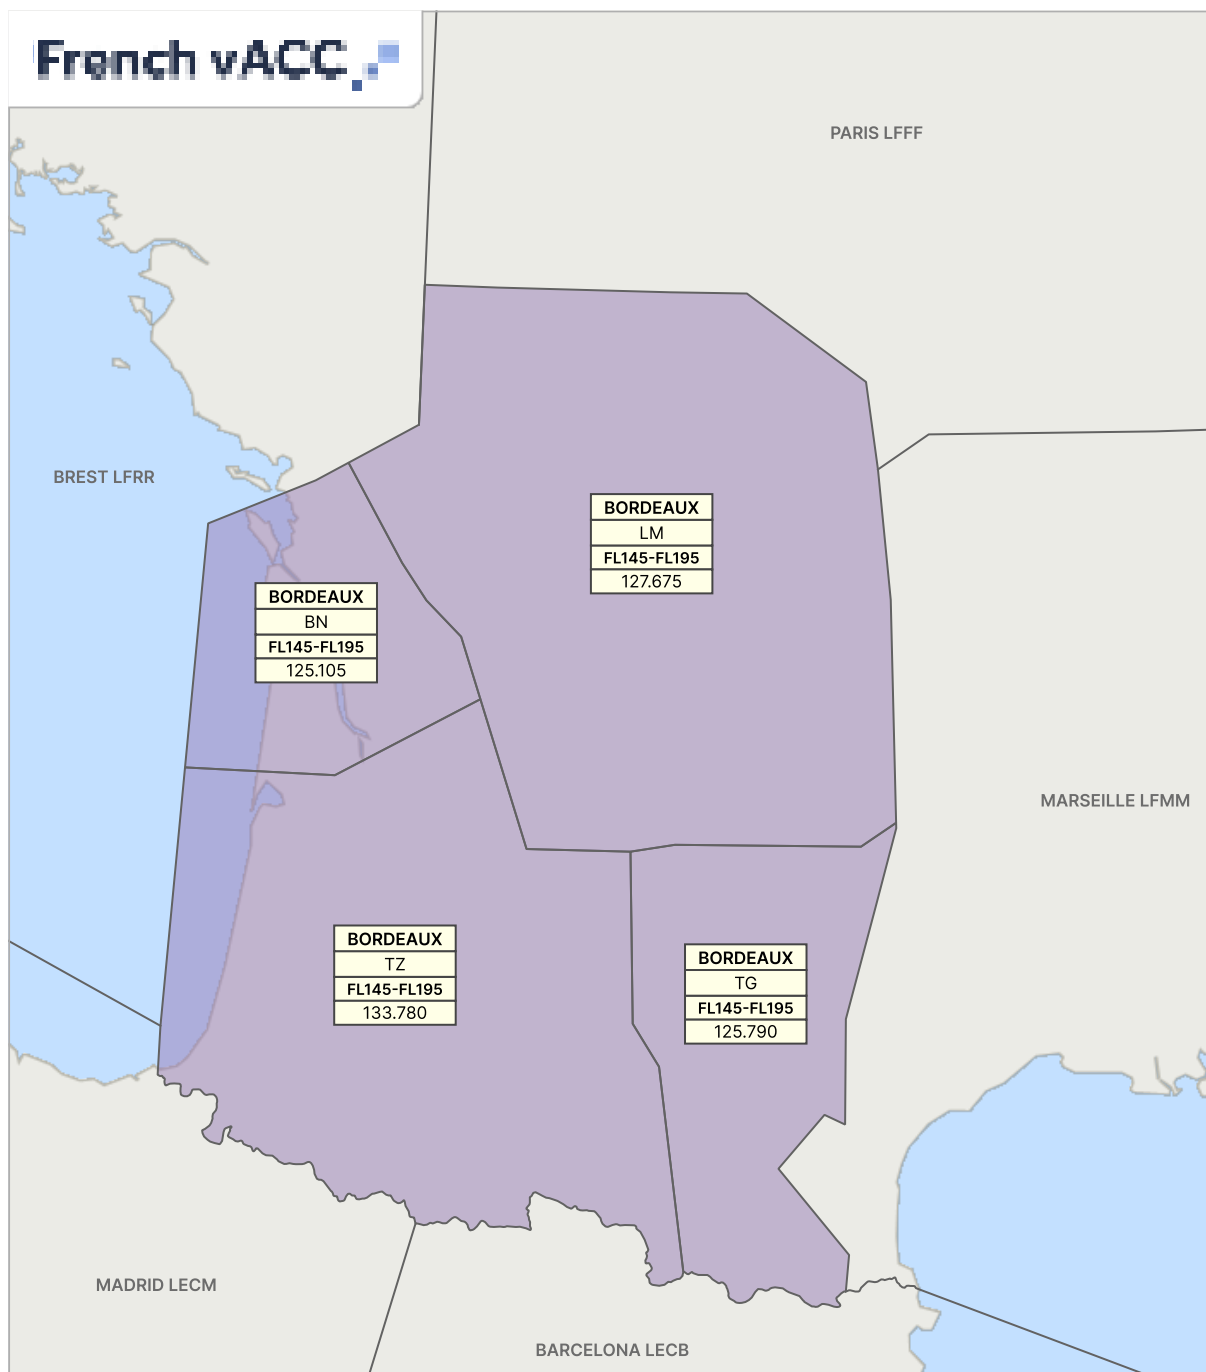 French vACC
PARIS LFFF
BREST LFRR
BORDEAUX
LM
FL145-FL195
127.675
BORDEAUX
BN
FL145-FL195
125.105
MARSEILLE LFMM
BORDEAUX
TZ
FL145-FL195
133.780
BORDEAUX
TG
FL145-FL195
125.790
MADRID LECM
BARCELONA LECB